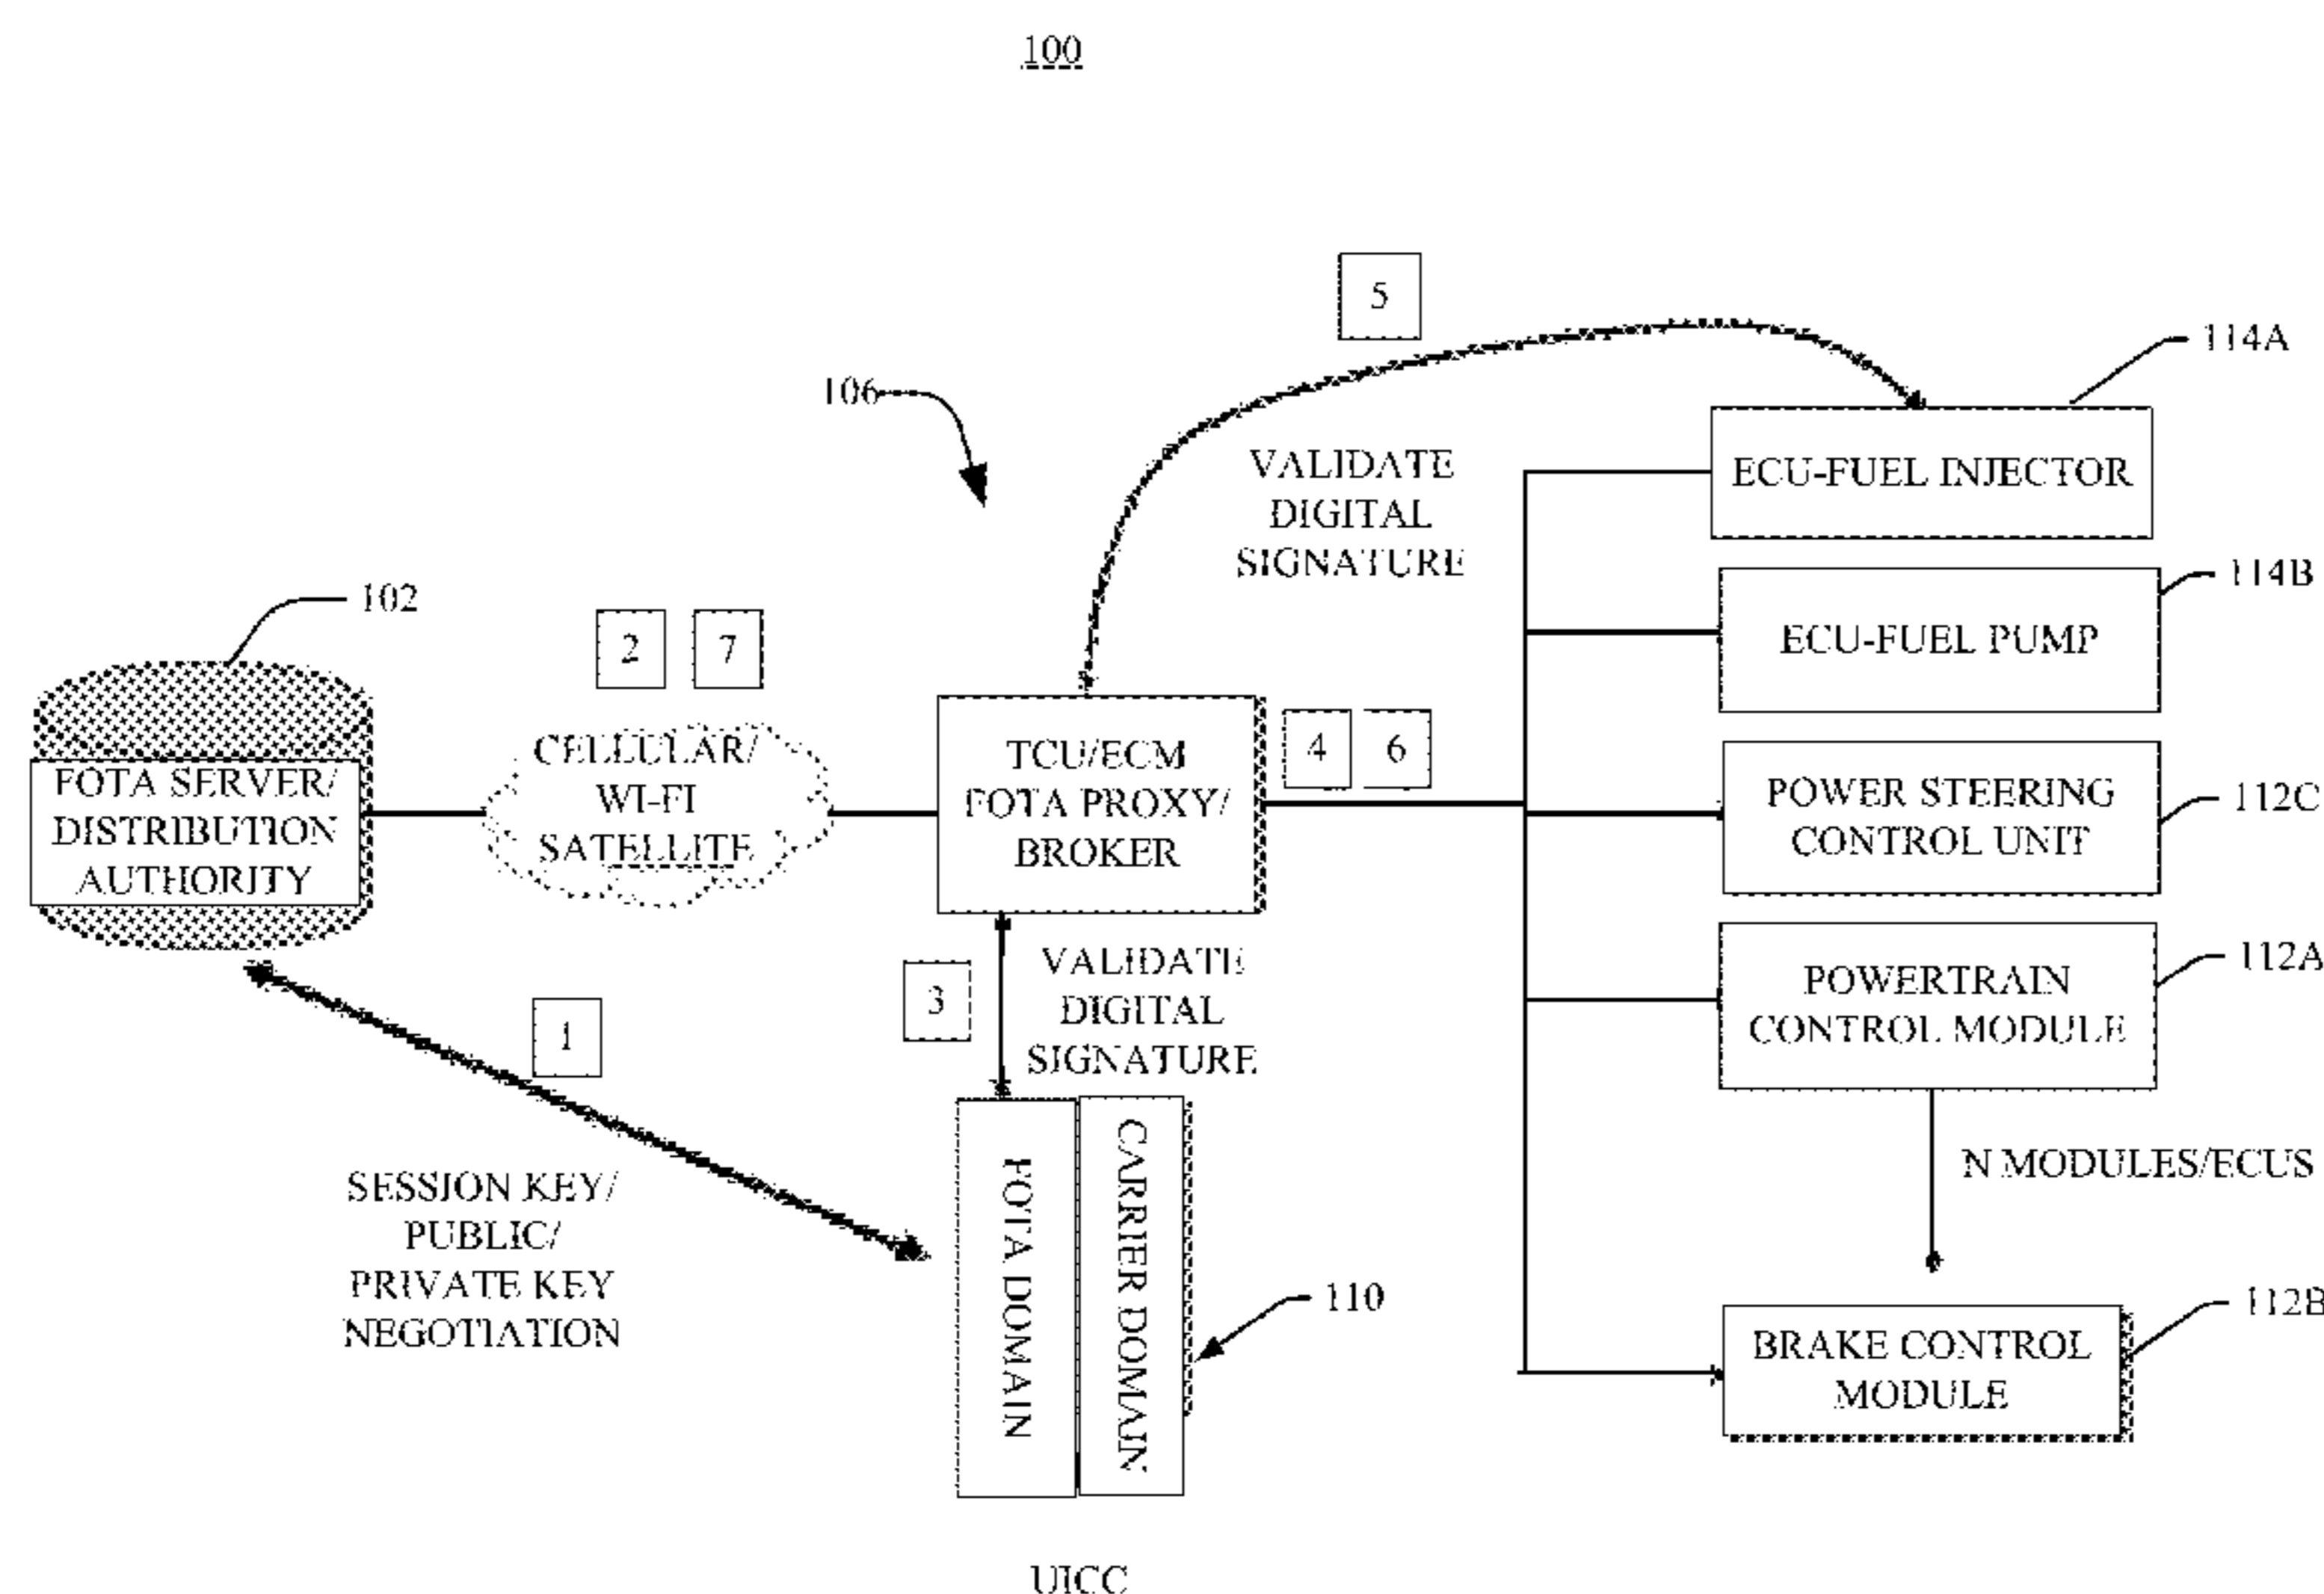 100
5
114A
106
VALIDATE
DIGITAL
SIGNATURE
ECU-FUEL INJECTOR
102
2
7
114B
ECU-FUEL PUMP
CELLULAR/
WI-FI
SATELLITE
TCU/ECM
FOTA PROXY/
BROKER
4
6
FOTA SERVER/
DISTRIBUTION
AUTHORITY
POWER STEERING
CONTROL UNIT
112C
3
VALIDATE
DIGITAL
SIGNATURE
POWERTRAIN
CONTROL MODULE
112A
1
N MODULES/ECUS
SESSION KEY/
PUBLIC/
PRIVATE KEY
NEGOTIATION
FOTA DOMAIN
CARRIER DOMAIN
110
BRAKE CONTROL
MODULE
112B
UICC